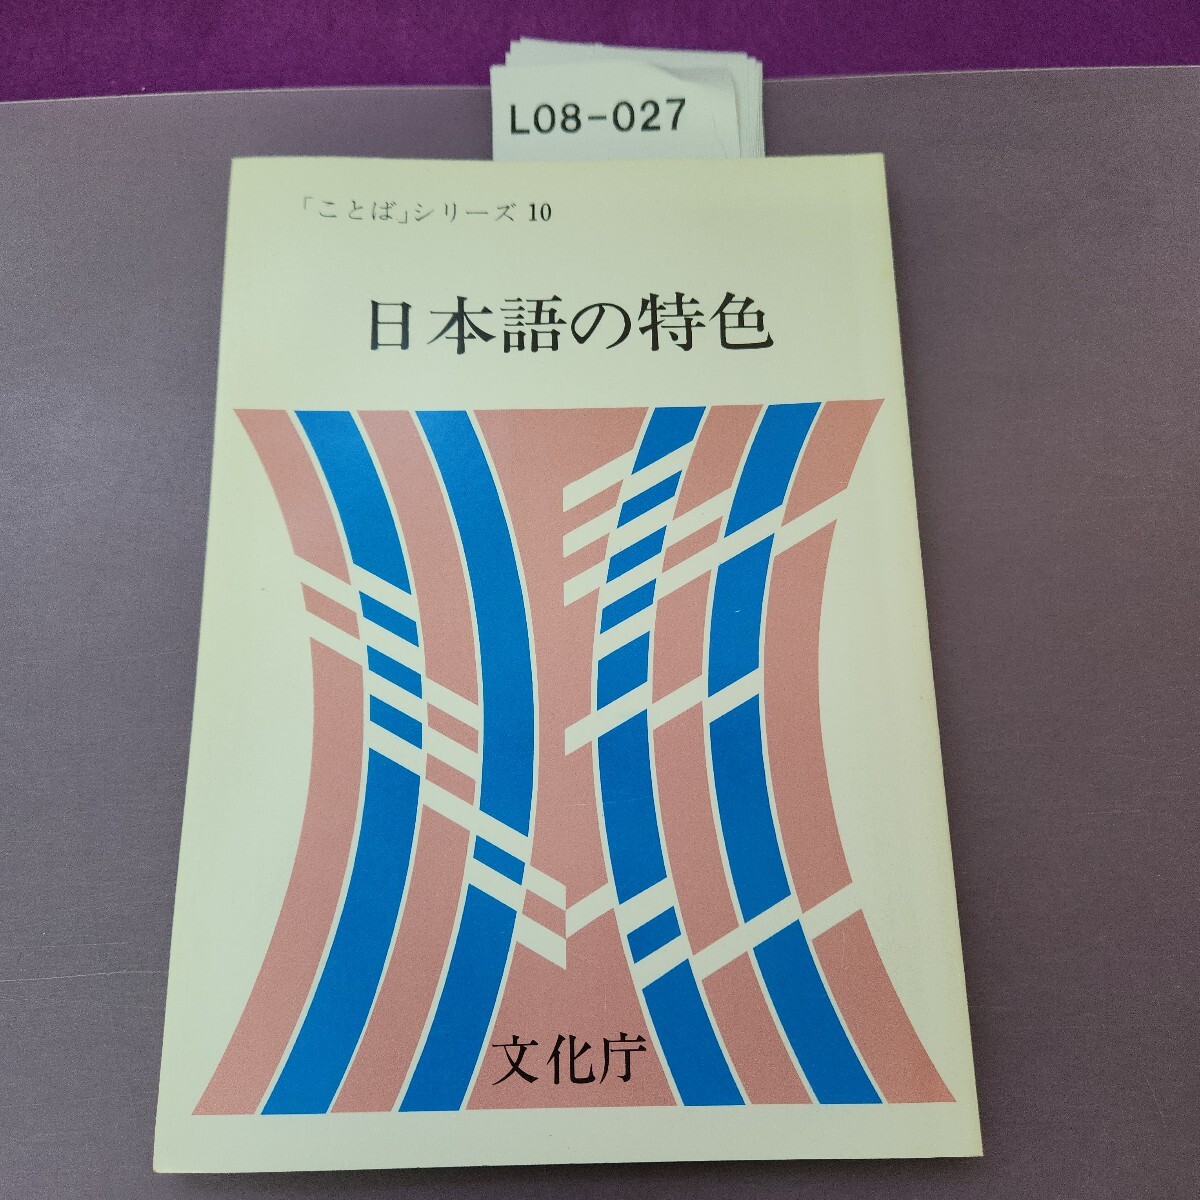 L08-027
「ことば」シリーズ 10
日本語の特色
文化庁